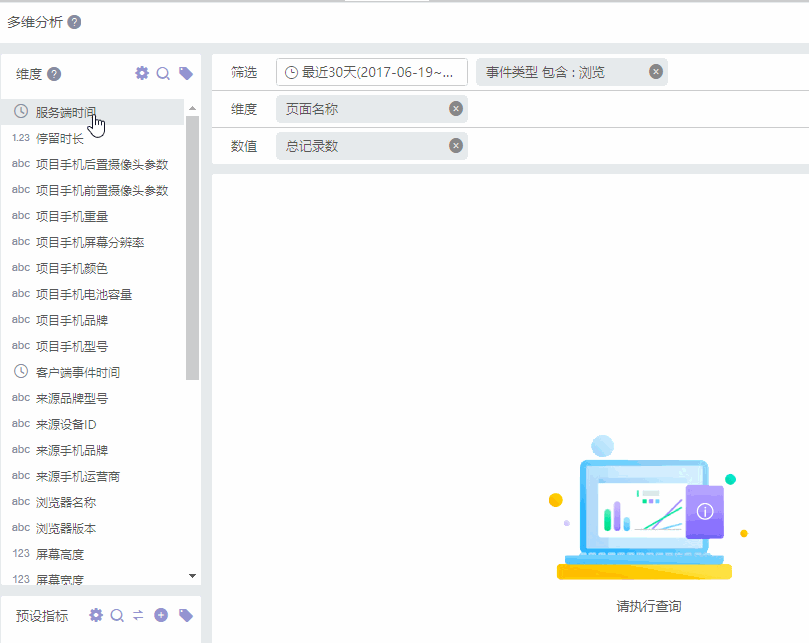 多维分析 ?
维度 ?
服务端时间
1.23 停留时长
abc 项目手机后置摄像头参数
abc 项目手机前置摄像头参数
abc 项目手机重量
abc 项目手机屏幕分辨率
abc 项目手机颜色
abc 项目手机电池容量
abc 项目手机品牌
abc 项目手机型号
客户端事件时间
abc 来源品牌型号
abc 来源设备ID
abc 来源手机品牌
abc 来源手机运营商
abc 浏览器名称
abc 浏览器版本
123 屏幕高度
123 屏幕宽度
预设指标
筛选 最近30天(2017-06-19~... 事件类型 包含 : 浏览
维度 页面名称
数值 总记录数
请执行查询